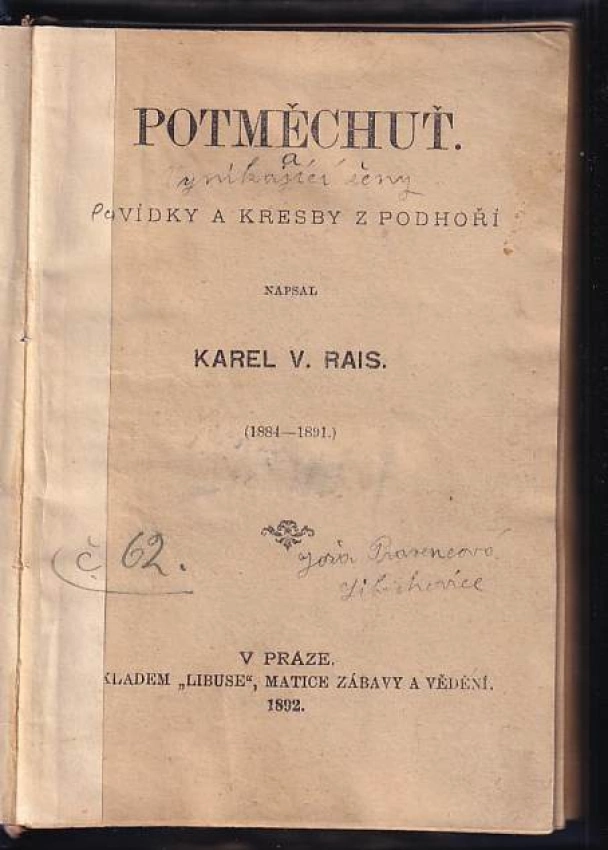 POTMĚCHUŤ.
a
Vynikající ženy
PoVÍDKY A KRESBY Z PODHOŘÍ
NAPSAL
KAREL V. RAIS.
(1884—1891.)
č 62.
V PRAZE.
KLADEM „LIBUSE“, MATICE ZÁBAVY A VĚDĚNÍ.
1892.